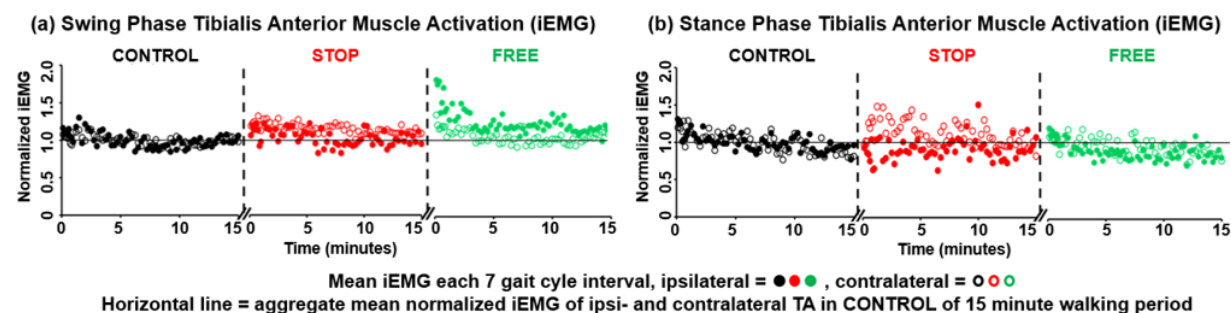 (a) Swing Phase Tibialis Anterior Muscle Activation (iEMG)
CONTROL STOP FREE
Normalized iEMG
2.0
1.5
1.0
0.5
0
0 5 10 15 0 5 10 15 0 5 10 15
Time (minutes)
(b) Stance Phase Tibialis Anterior Muscle Activation (iEMG)
CONTROL STOP FREE
Normalized iEMG
2.0
1.5
1.0
0.5
0
0 5 10 15 0 5 10 15 0 5 10 15
Time (minutes)
Mean iEMG each 7 gait cyle interval, ipsilateral = , contralateral =
Horizontal line = aggregate mean normalized iEMG of ipsi- and contralateral TA in CONTROL of 15 minute walking period